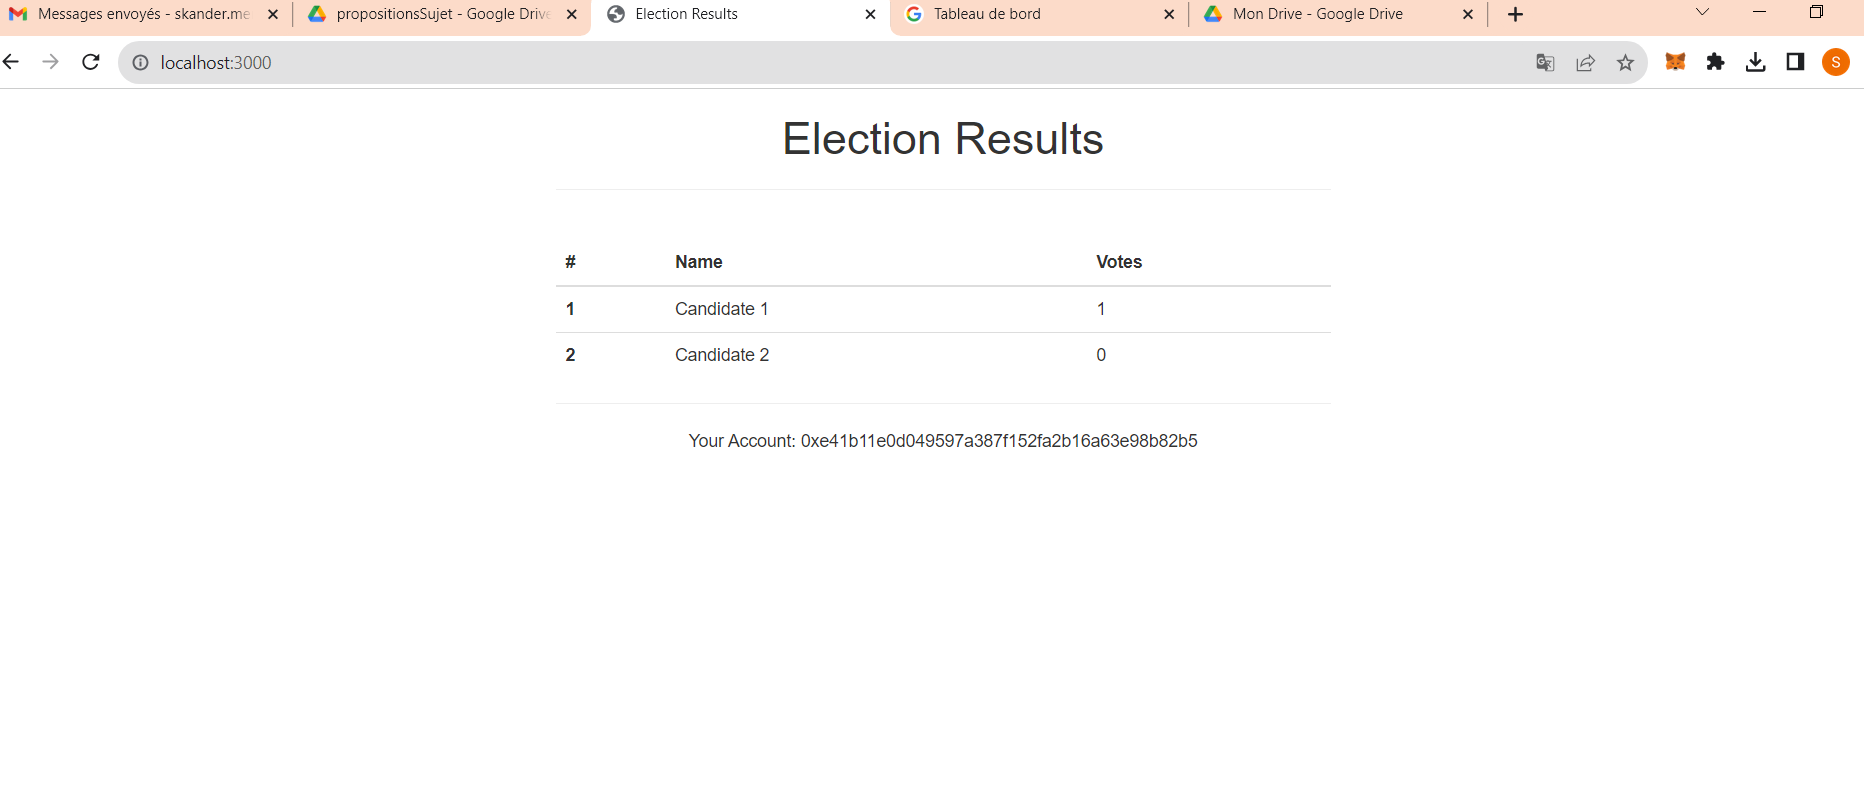 Messages envoyés - skander.me
propositionsSujet - Google Drive
Election Results
Tableau de bord
Mon Drive - Google Drive
localhost:3000
S
Election Results
# Name Votes
1 Candidate 1 1
2 Candidate 2 0
Your Account: 0xe41b11e0d049597a387f152fa2b16a63e98b82b5